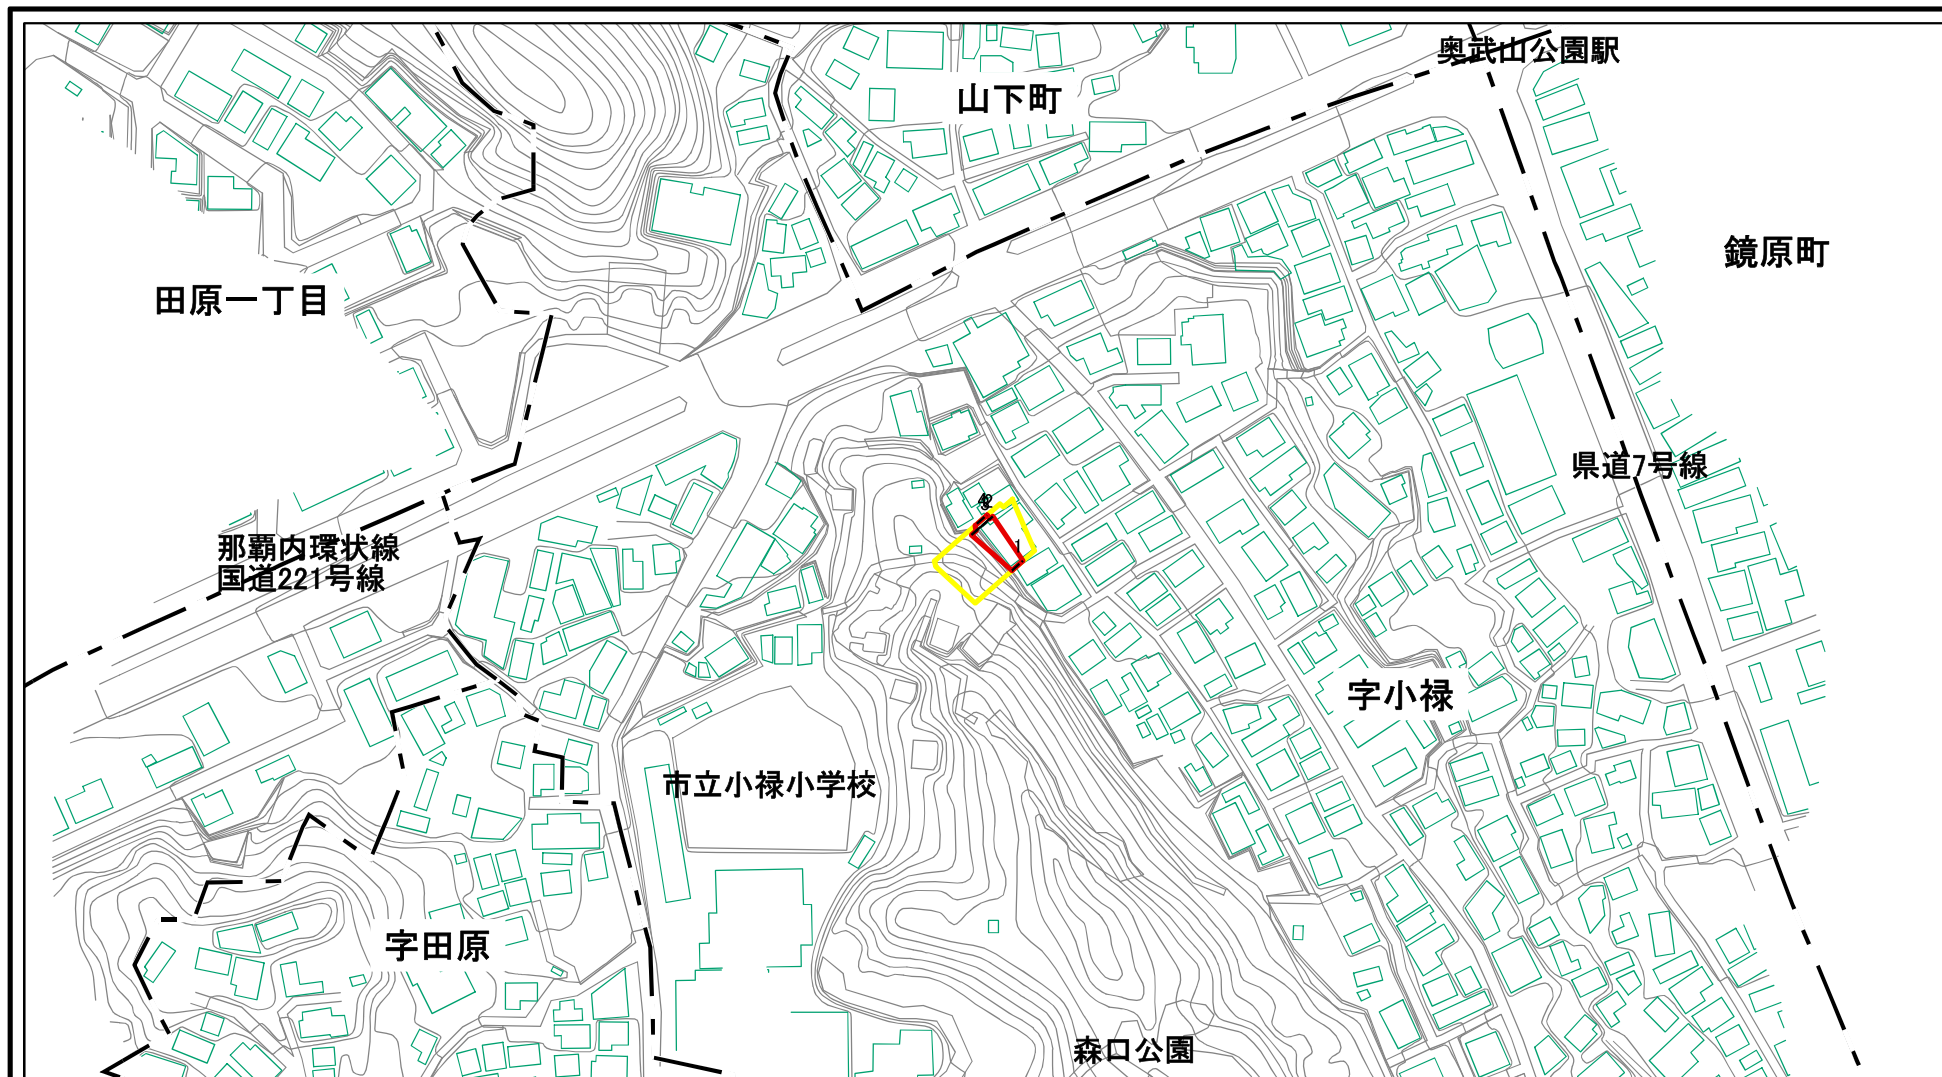 奥武山公園駅
山下町
鏡原町
田原一丁目
県道7号線
那覇内環状線
国道221号線
1
字小禄
市立小禄小学校
字田原
森口公園